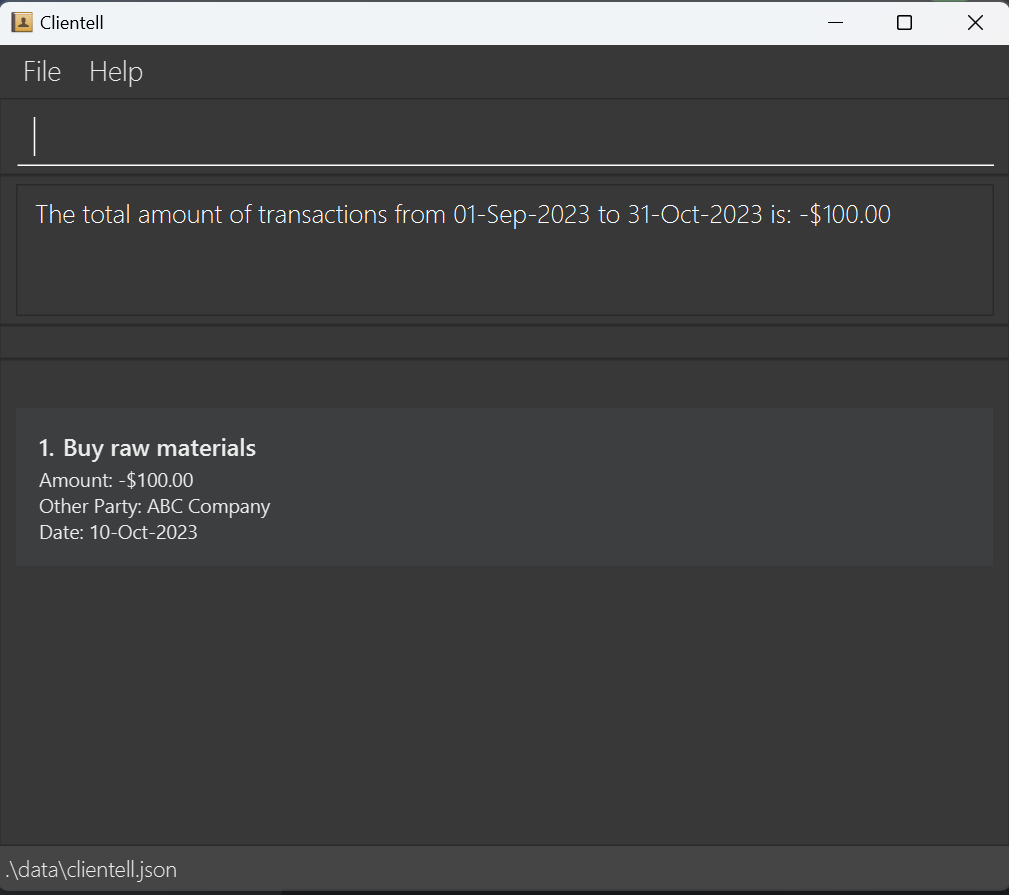 Clientell
File Help
The total amount of transactions from 01-Sep-2023 to 31-Oct-2023 is: -$100.00
1. Buy raw materials
Amount: -$100.00
Other Party: ABC Company
Date: 10-Oct-2023
.\data\clientell.json